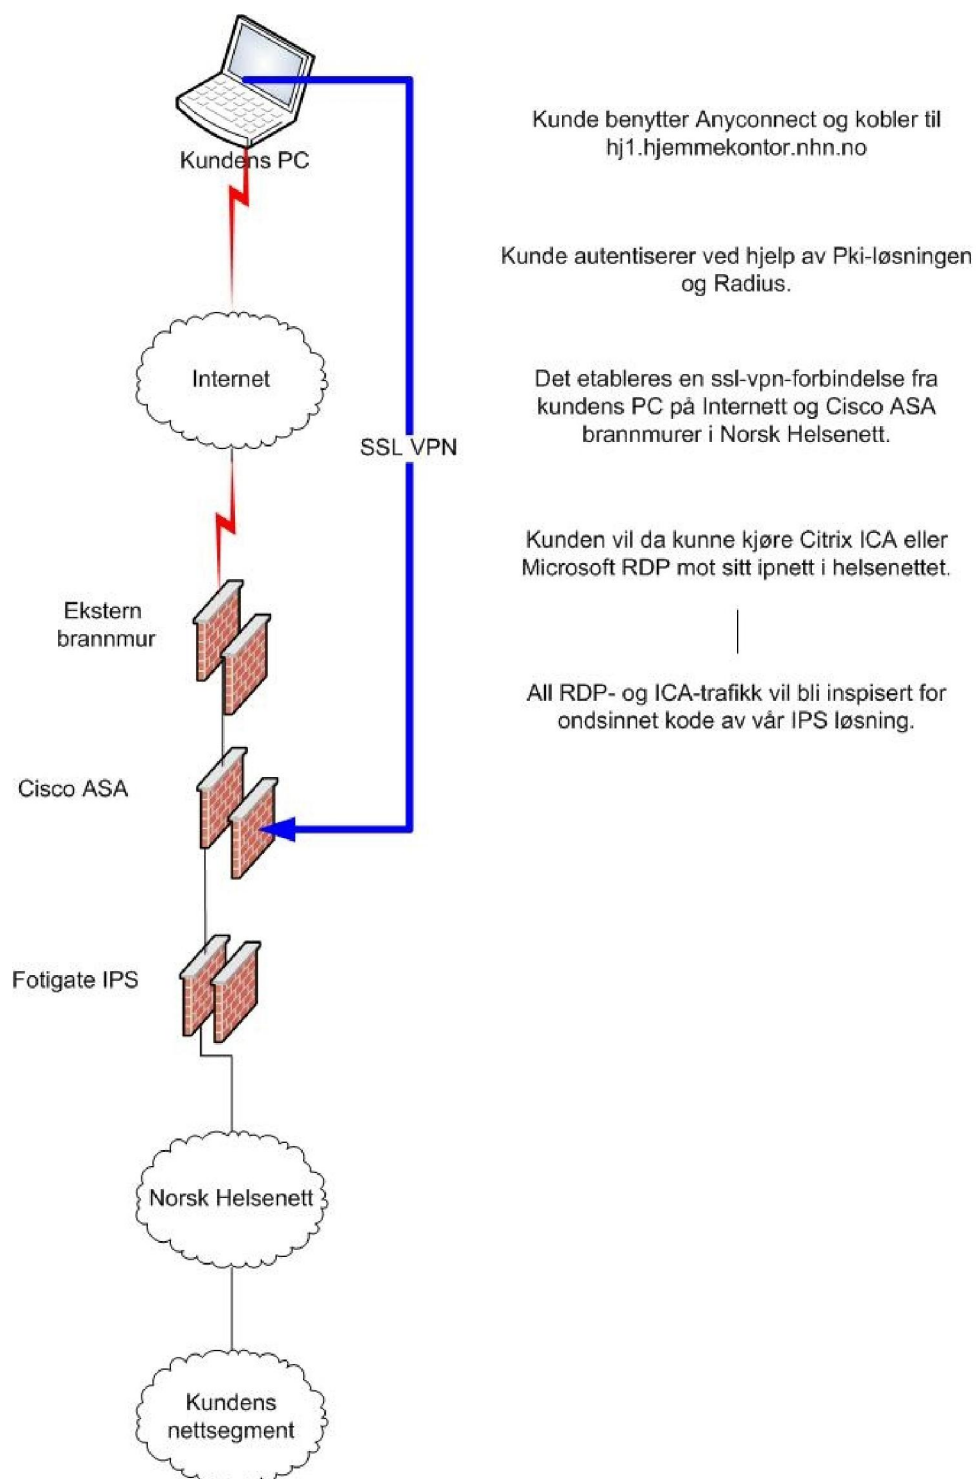 Kundens PC
Kunde benytter Anyconnect og kobler til
hj1.hjemmekontor.nhn.no
Kunde autentiserer ved hjelp av Pki-løsningen
og Radius.
Internet
Det etableres en ssl-vpn-forbindelse fra
kundens PC på Internett og Cisco ASA
brannmurer i Norsk Helsenett.
SSL VPN
Kunden vil da kunne kjøre Citrix ICA eller
Microsoft RDP mot sitt ipnett i helsenettet.
Ekstern
brannmur
All RDP- og ICA-trafikk vil bli inspisert for
ondsinnet kode av vår IPS løsning.
Cisco ASA
Fotigate IPS
Norsk Helsenett
Kundens
nettsegment